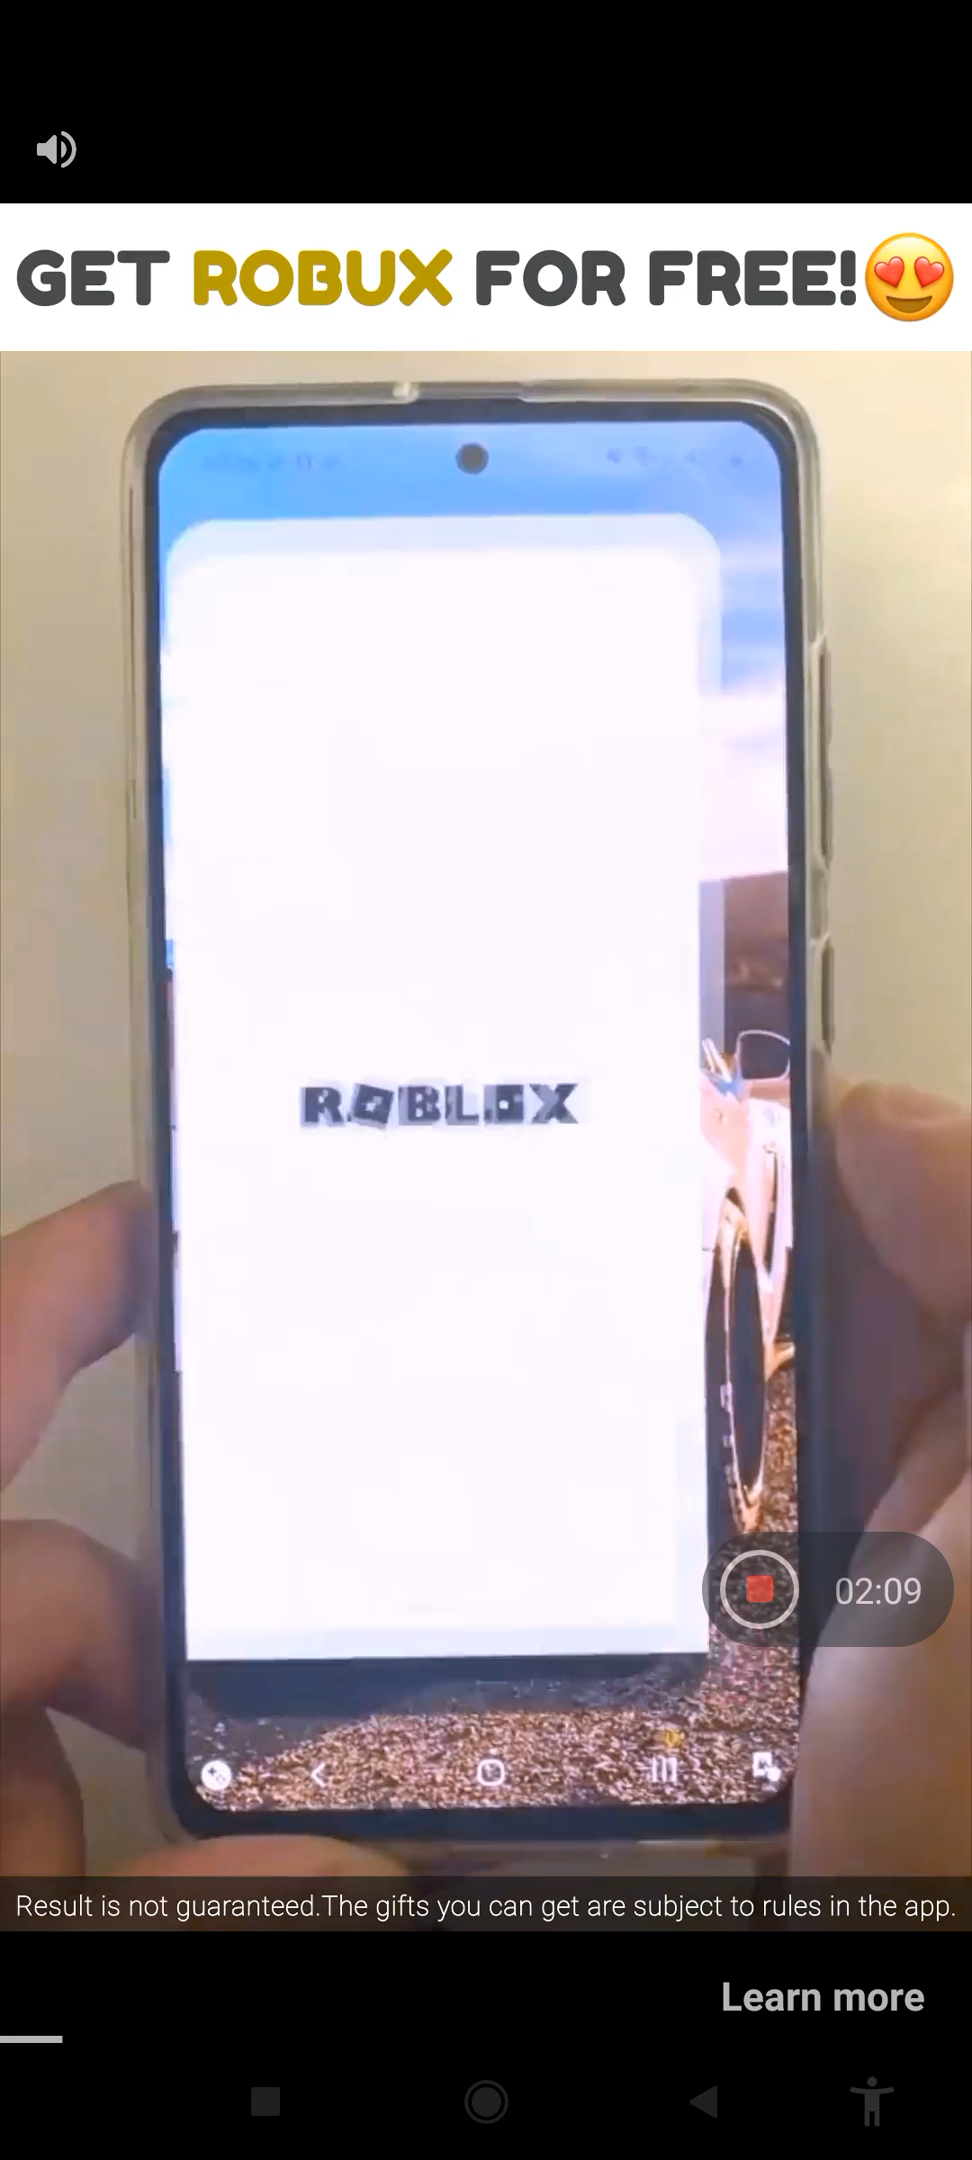 GET ROBUX FOR FREE!😍
ROBLOX
02:09
Result is not guaranteed.The gifts you can get are subject to rules in the app.
Learn more